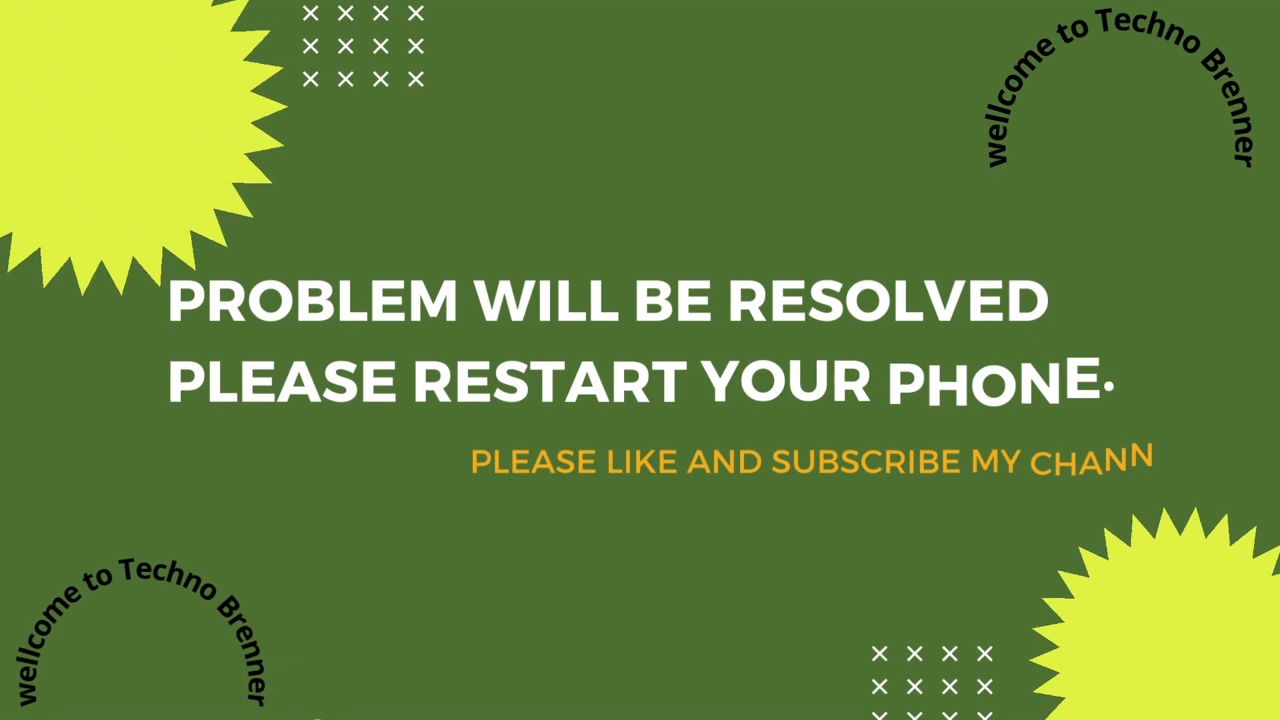 wellcome to Techno Brenner
PROBLEM WILL BE RESOLVED
PLEASE RESTART YOUR PHONE.
PLEASE LIKE AND SUBSCRIBE MY CHANN
wellcome to Techno Brenner